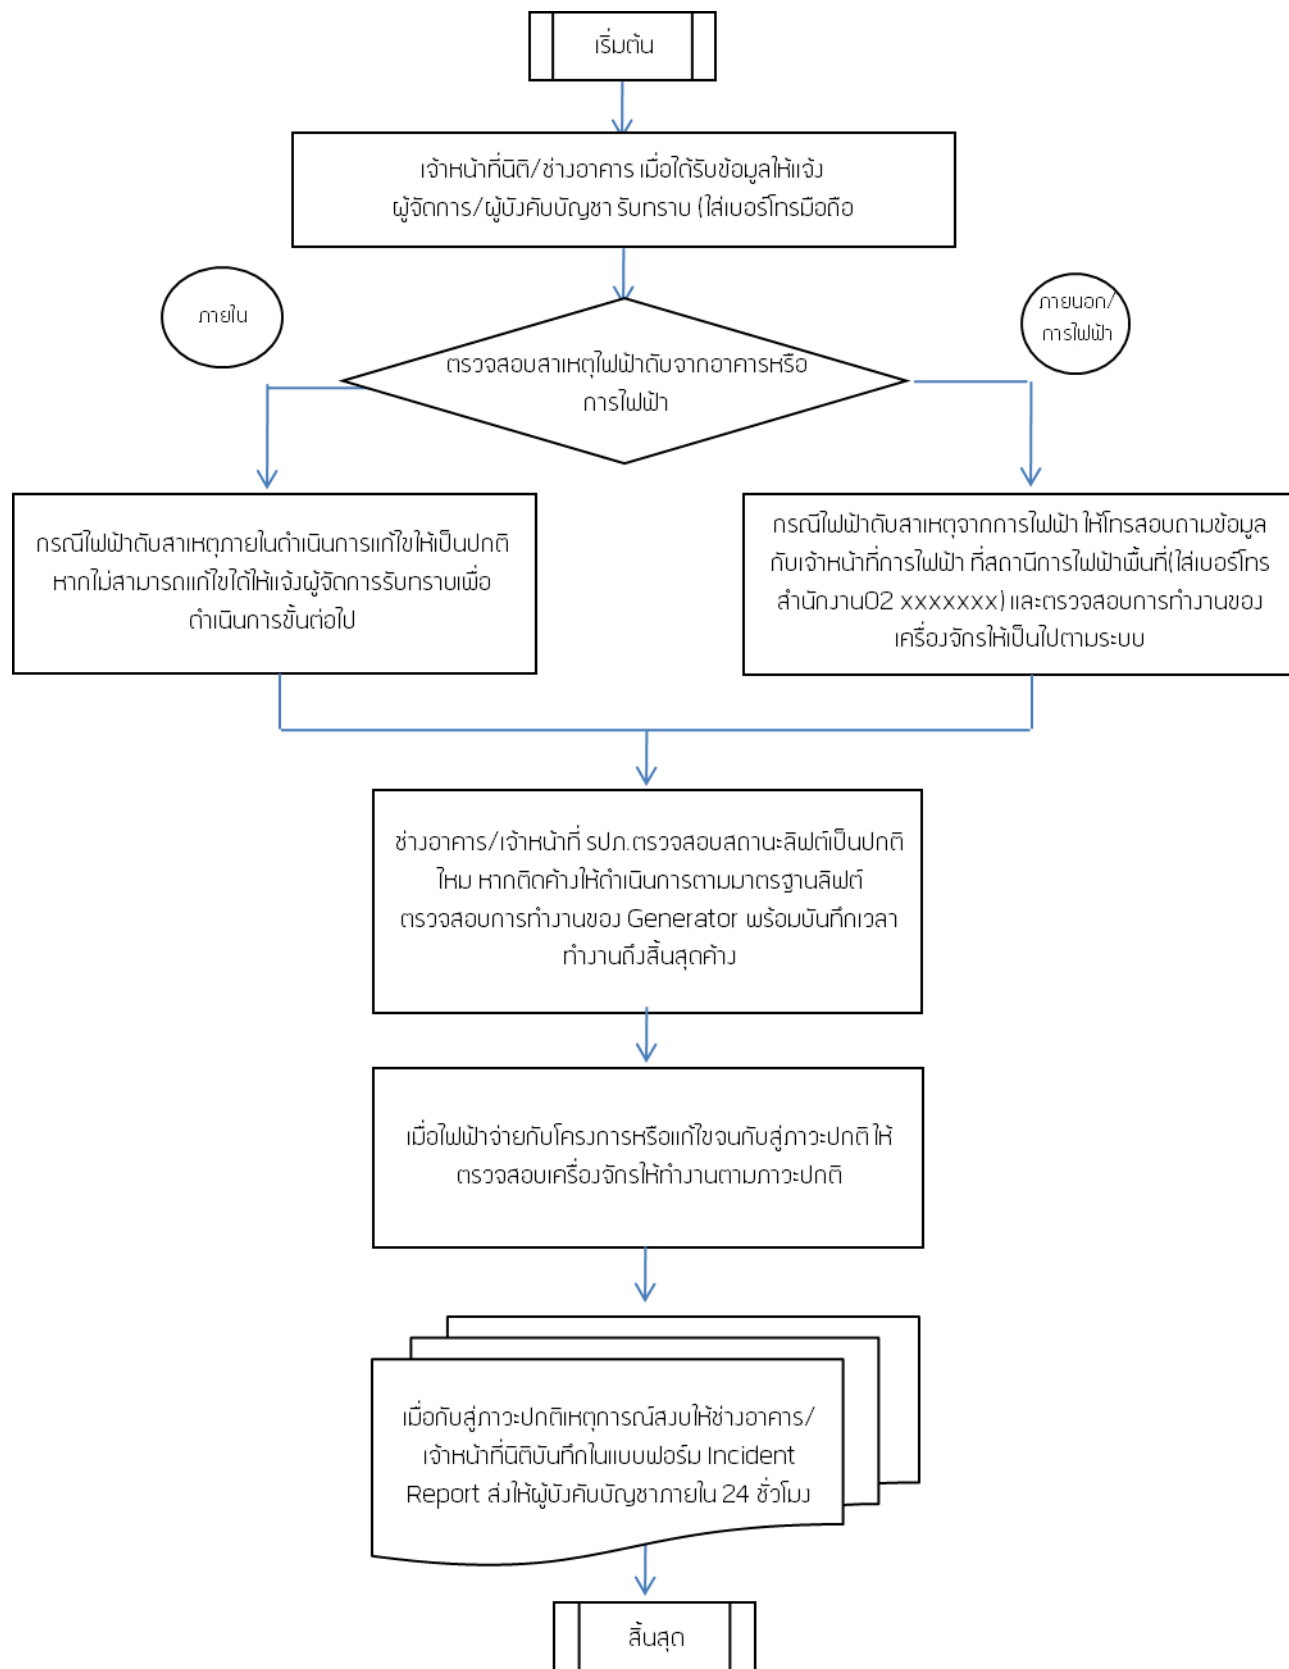 เริ่มต้น
เจ้าหน้าที่นิติ/ช่างอาคาร เมื่อได้รับข้อมูลให้แจ้ง
ผู้จัดการ/ผู้บังคับบัญชา รับทราบ (ใส่เบอร์โทรมือถือ
ภายใน
ภายนอก/
การไฟฟ้า
ตรวจสอบสาเหตุไฟฟ้าดับจากอาคารหรือ
การไฟฟ้า
กรณีไฟฟ้าดับสาเหตุภายในดำเนินการแก้ไขให้เป็นปกติ
หากไม่สามารถแก้ไขได้ให้แจ้งผู้จัดการรับทราบเพื่อ
ดำเนินการขั้นต่อไป
กรณีไฟฟ้าดับสาเหตุจากการไฟฟ้า ให้โทรสอบถามข้อมูล
กับเจ้าหน้าที่การไฟฟ้า ที่สถานีการไฟฟ้าพื้นที่(ใส่เบอร์โทร
สำนักงาน02 xxxxxxx) และตรวจสอบการทำงานของ
เครื่องจักรให้เป็นไปตามระบบ
ช่างอาคาร/เจ้าหน้าที่ รปภ.ตรวจสอบสถานะลิฟต์เป็นปกติ
ไหม หากติดค้างให้ดำเนินการตามมาตรฐานลิฟต์
ตรวจสอบการทำงานของ Generator พร้อมบันทึกเวลา
ทำงานถึงสิ้นสุดค้าง
เมื่อไฟฟ้าจ่ายกับโครงการหรือแก้ไขจนกับสู่ภาวะปกติ ให้
ตรวจสอบเครื่องจักรให้ทำงานตามภาวะปกติ
เมื่อกับสู่ภาวะปกติเหตุการณ์สงบให้ช่างอาคาร/
เจ้าหน้าที่นิติบันทึกในแบบฟอร์ม Incident
Report ส่งให้ผู้บังคับบัญชาภายใน 24 ชั่วโมง
สิ้นสุด